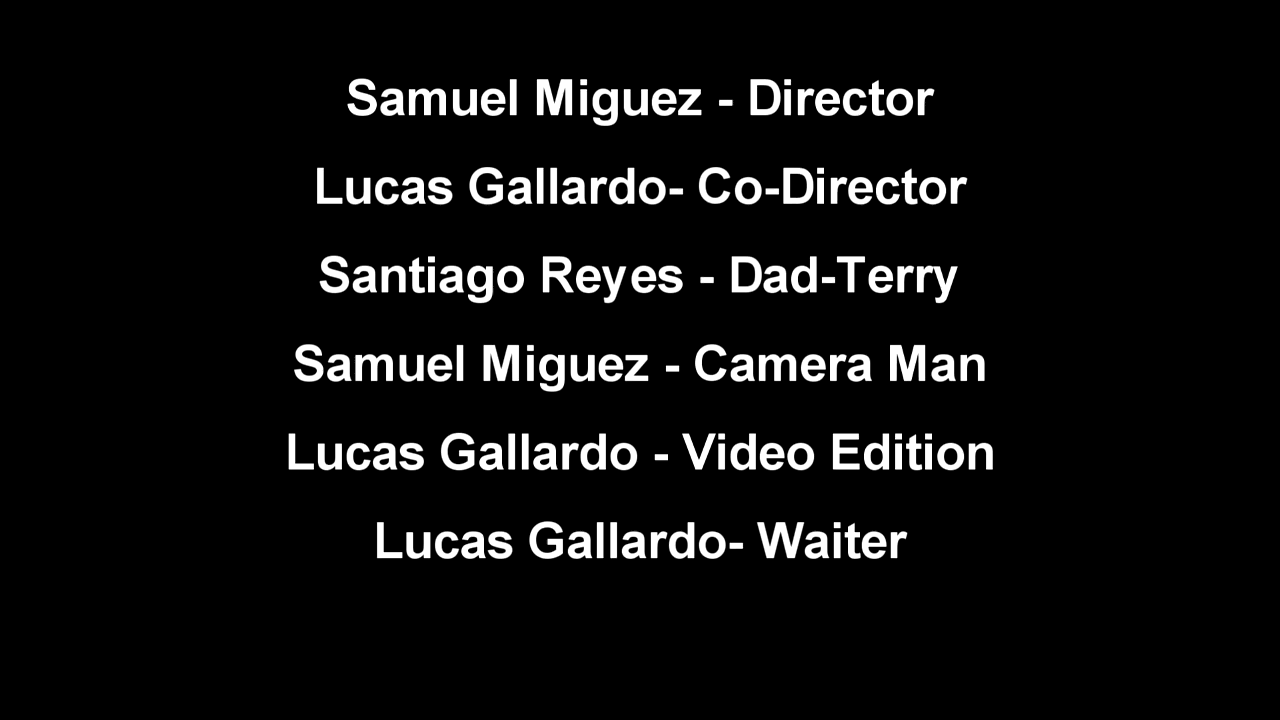 Samuel Miguez - Director
Lucas Gallardo- Co-Director
Santiago Reyes - Dad-Terry
Samuel Miguez - Camera Man
Lucas Gallardo - Video Edition
Lucas Gallardo- Waiter